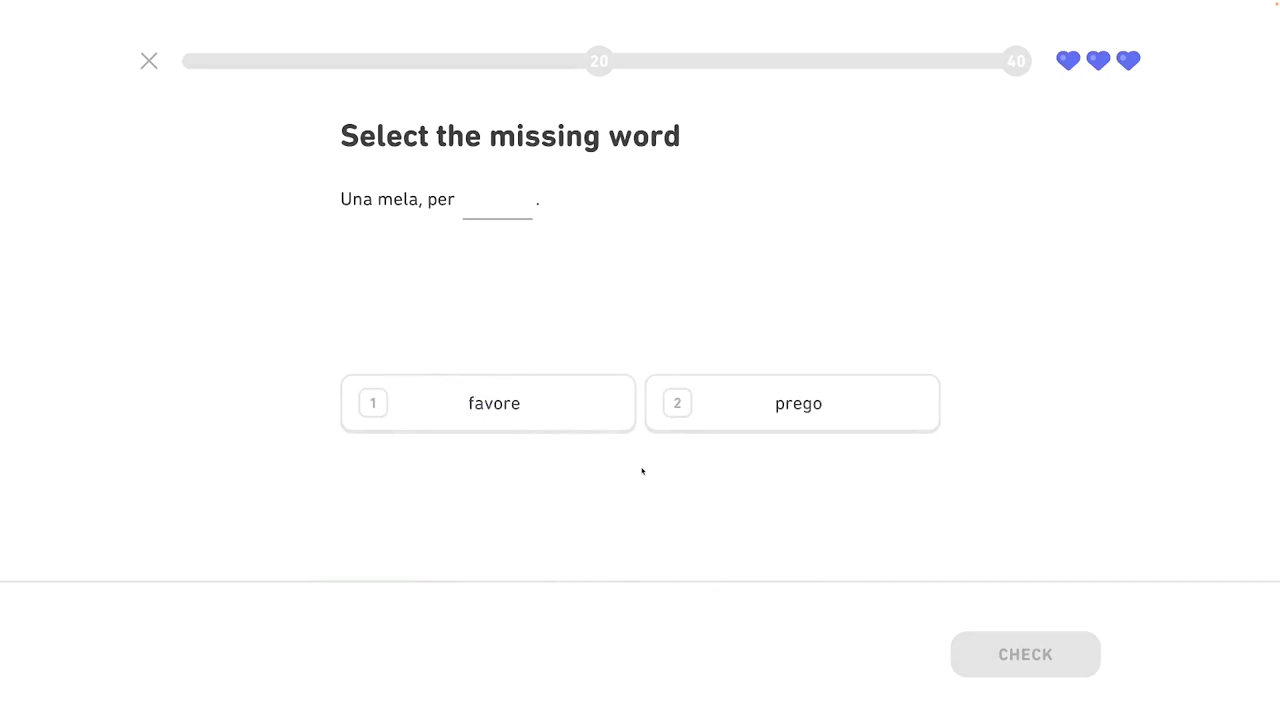 20
40
Select the missing word
Una mela, per ______ .
1 favore
2 prego
CHECK